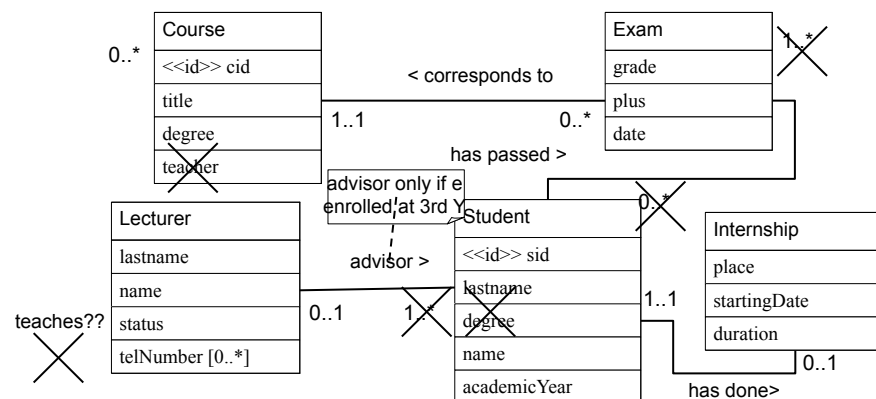 Course
0..*
<<id>> cid
title
degree
teacher
< corresponds to
1..1
0..*
Exam
1..*
grade
plus
date
has passed >
advisor only if e
enrolled at 3rd Y
0..*
Lecturer
lastname
name
status
telNumber [0..*]
teaches??
advisor >
0..1
1..*
Student
<<id>> sid
lastname
degree
name
academicYear
1..1
Internship
place
startingDate
duration
0..1
has done>